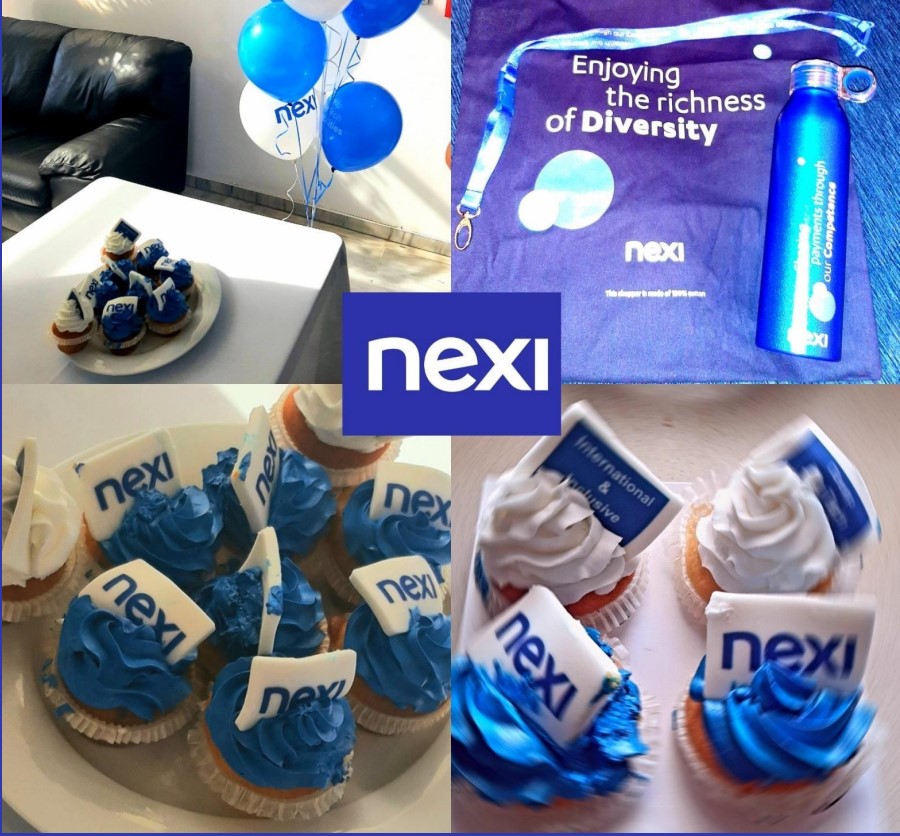 nexi
Enjoying
the richness
of Diversity
nexi
This shopper is made of 100% cotton
payments through
our Competence
nexi
nexi
nexi
nexi
nexi
nexi
nexi
nexi
nexi
International
&
Inclusive
nexi
nexi